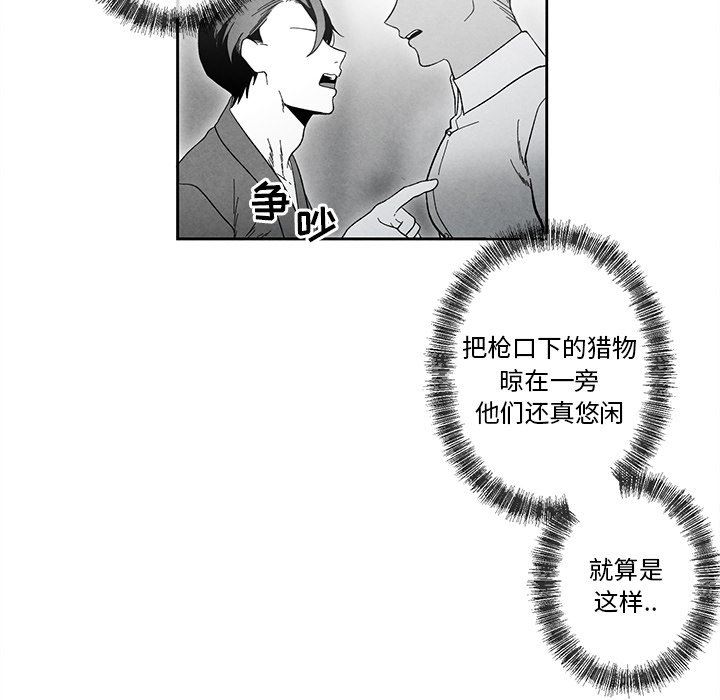 争吵
把枪口下的猎物
晾在一旁
他们还真悠闲
就算是
这样..